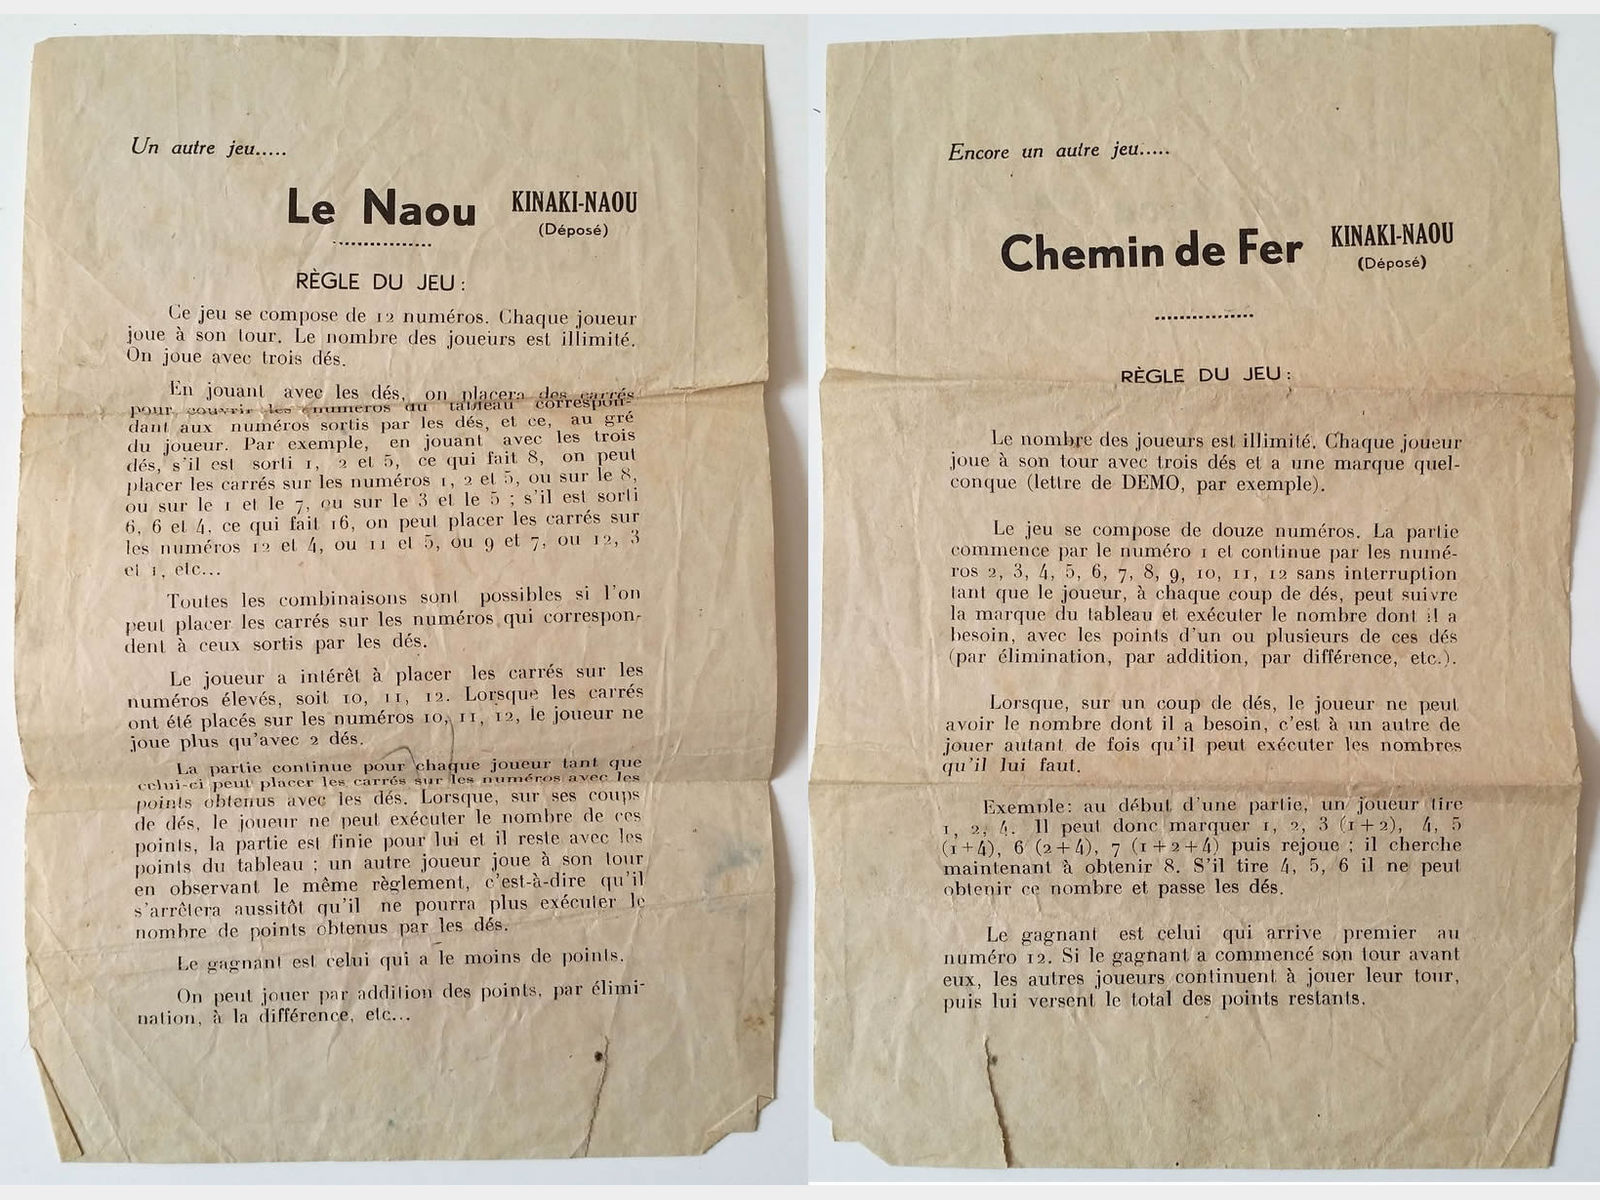 Un autre jeu.....
Le Naou KINAKI-NAOU
(Déposé)
RÈGLE DU JEU :
Ce jeu se compose de 12 numéros. Chaque joueur
joue à son tour. Le nombre des joueurs est illimité.
On joue avec trois dés.
En jouant avec les dés, on placera des carrés
pour couvrir les numéros du tableau correspon-
dant aux numéros sortis par les dés, et ce, au gré
du joueur. Par exemple, en jouant avec les trois
dés, s'il est sorti 1, 2 et 5, ce qui fait 8, on peut
placer les carrés sur les numéros 1, 2 et 5, ou sur le 8,
ou sur le 1 et le 7, ou sur le 3 et le 5 ; s'il est sorti
6, 6 et 4, ce qui fait 16, on peut placer les carrés sur
les numéros 12 et 4, ou 11 et 5, ou 9 et 7, ou 12, 3
et 1, etc...
Toutes les combinaisons sont possibles si l'on
peut placer les carrés sur les numéros qui correspon-
dent à ceux sortis par les dés.
Le joueur a intérêt à placer les carrés sur les
numéros élevés, soit 10, 11, 12. Lorsque les carrés
ont été placés sur les numéros 10, 11, 12, le joueur ne
joue plus qu'avec 2 dés.
La partie continue pour chaque joueur tant que
celui-ci peut placer les carrés sur les numéros avec les
points obtenus avec les dés. Lorsque, sur ses coups
de dés, le joueur ne peut exécuter le nombre de ces
points, la partie est finie pour lui et il reste avec les
points du tableau ; un autre joueur joue à son tour
en observant le même règlement, c'est-à-dire qu'il
s'arrêtera aussitôt qu'il ne pourra plus exécuter le
nombre de points obtenus par les dés.
Le gagnant est celui qui a le moins de points.
On peut jouer par addition des points, par élimi-
nation, à la différence, etc...
Encore un autre jeu.....
Chemin de Fer KINAKI-NAOU
(Déposé)
RÈGLE DU JEU :
Le nombre des joueurs est illimité. Chaque joueur
joue à son tour avec trois dés et a une marque quel-
conque (lettre de DEMO, par exemple).
Le jeu se compose de douze numéros. La partie
commence par le numéro 1 et continue par les numé-
ros 2, 3, 4, 5, 6, 7, 8, 9, 10, 11, 12 sans interruption
tant que le joueur, à chaque coup de dés, peut suivre
la marque du tableau et exécuter le nombre dont il a
besoin, avec les points d'un ou plusieurs de ces dés
(par élimination, par addition, par différence, etc.).
Lorsque, sur un coup de dés, le joueur ne peut
avoir le nombre dont il a besoin, c'est à un autre de
jouer autant de fois qu'il peut exécuter les nombres
qu'il lui faut.
Exemple: au début d'une partie, un joueur tire
1, 2, 4. Il peut donc marquer 1, 2, 3 (1+2), 4, 5
(1+4), 6 (2+4), 7 (1+2+4) puis rejoue ; il cherche
maintenant à obtenir 8. S'il tire 4, 5, 6 il ne peut
obtenir ce nombre et passe les dés.
Le gagnant est celui qui arrive premier au
numéro 12. Si le gagnant a commencé son tour avant
eux, les autres joueurs continuent à jouer leur tour,
puis lui versent le total des points restants.